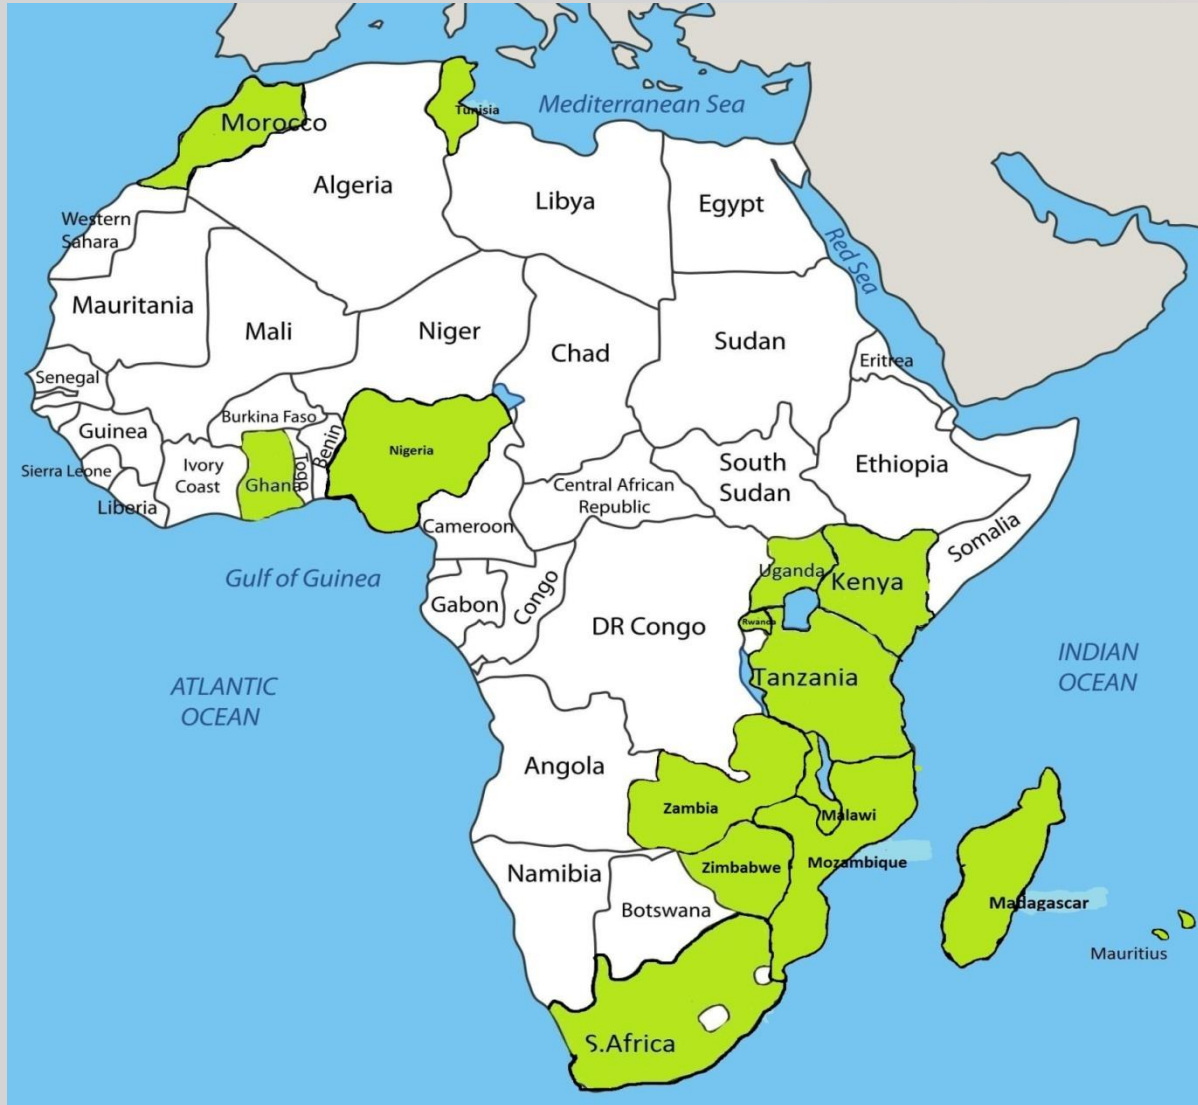 Mediterranean Sea
Tunisia
Morocco
Algeria
Libya
Egypt
Western
Sahara
Red Sea
Mauritania
Mali
Niger
Chad
Sudan
Eritrea
Senegal
Burkina Faso
Guinea
Benin
Nigeria
Sierra Leone
Ivory
Coast
Ghana
Togo
Liberia
Cameroon
Central African
Republic
South
Sudan
Ethiopia
Somalia
Gulf of Guinea
Gabon
Congo
DR Congo
Uganda
Kenya
Rwanda
Tanzania
INDIAN
OCEAN
ATLANTIC
OCEAN
Angola
Zambia
Malawi
Zimbabwe
Mozambique
Namibia
Botswana
Madagascar
Mauritius
S.Africa